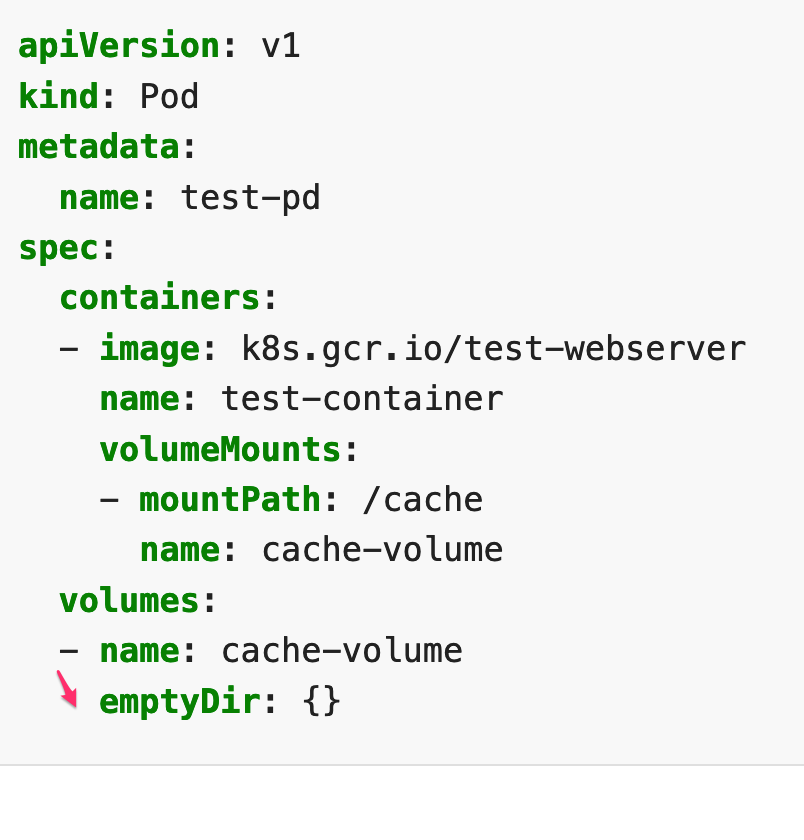 apiVersion: v1
kind: Pod
metadata:
  name: test-pd
spec:
  containers:
  - image: k8s.gcr.io/test-webserver
    name: test-container
    volumeMounts:
    - mountPath: /cache
      name: cache-volume
  volumes:
  - name: cache-volume
    emptyDir: {}